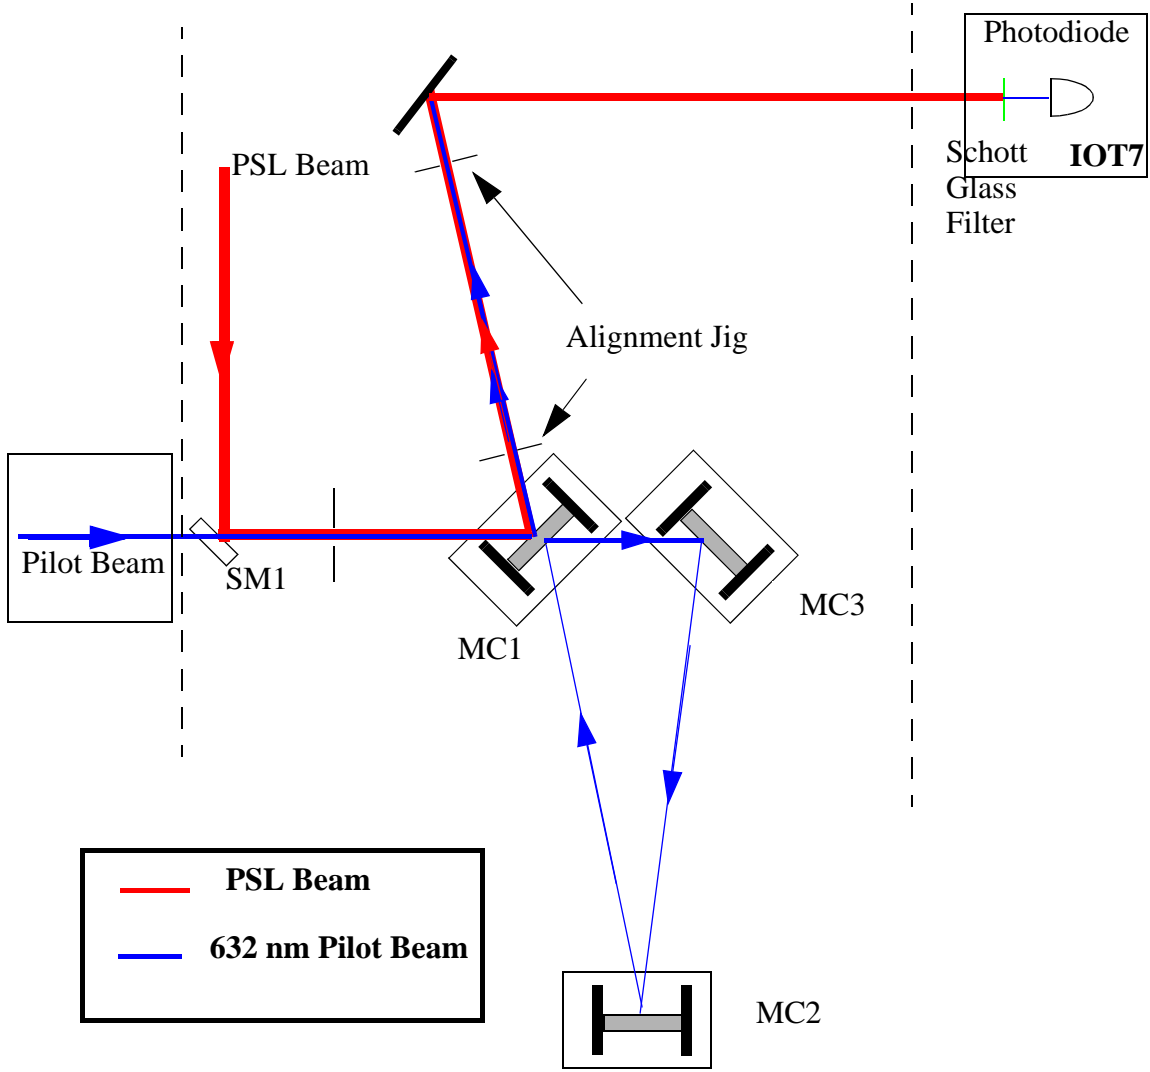 Photodiode
PSL Beam
Schott
IOT7
Glass
Filter
Alignment Jig
Pilot Beam
SM1
MC1
MC3
PSL Beam
632 nm Pilot Beam
MC2